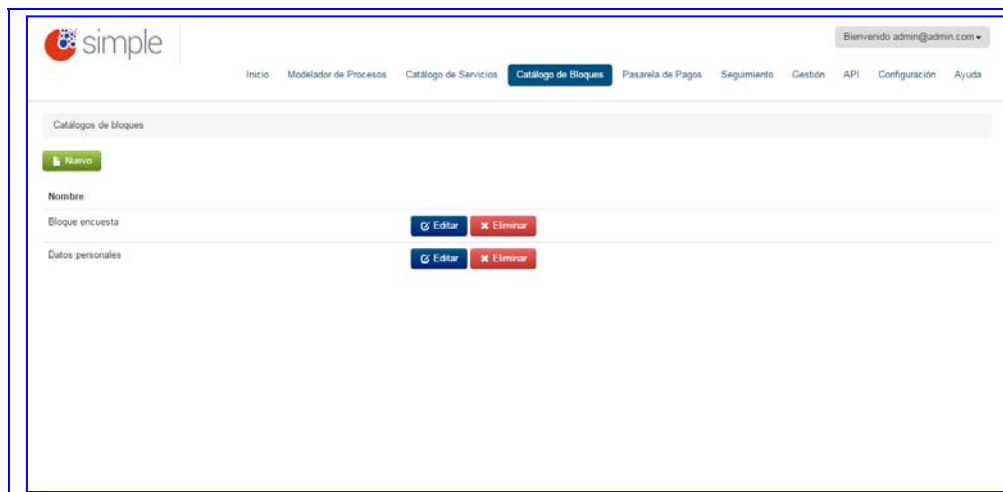 simple
Bienvenido admin@admin.com
Inicio Modelador de Procesos Catálogo de Servicios Catálogo de Bloques Pasarela de Pagos Seguimiento Gestión API Configuración Ayuda
Catálogos de bloques
Nuevo
Nombre
Bloque encuesta Editar Eliminar
Datos personales Editar Eliminar